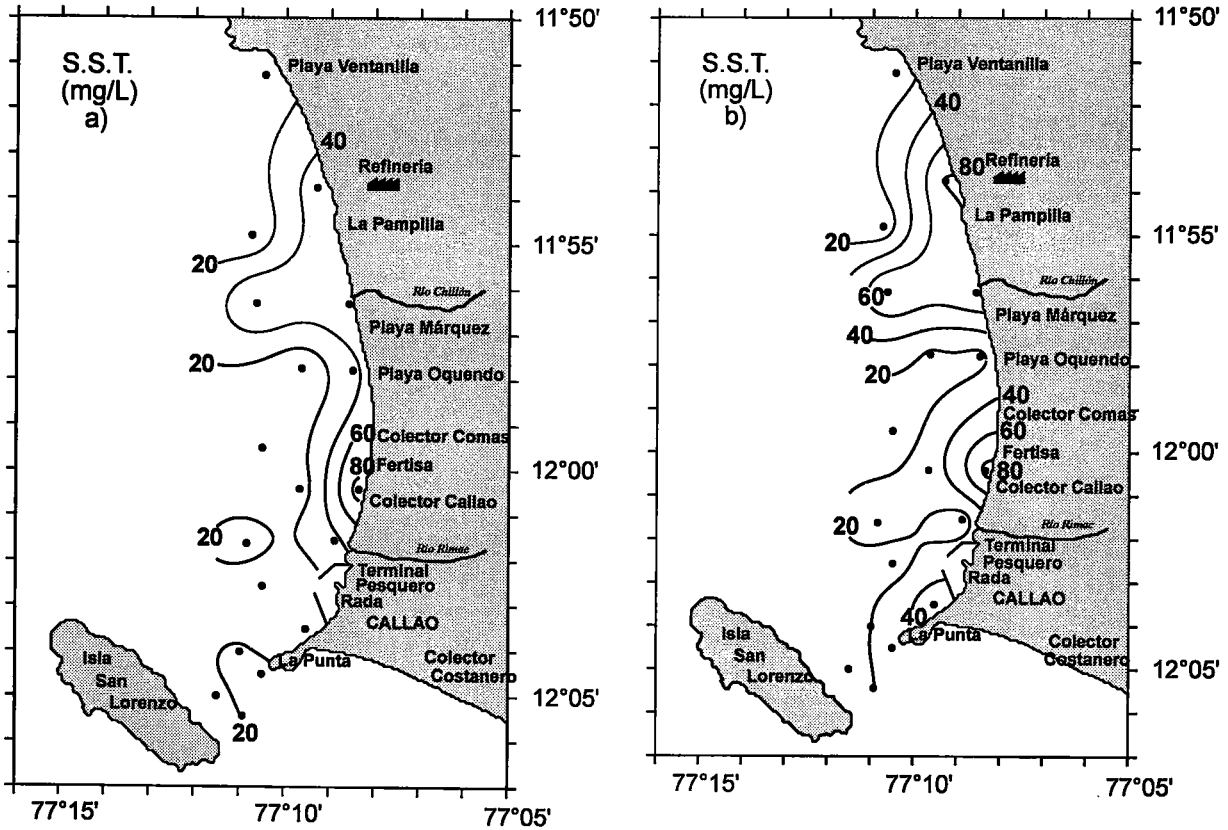 S.S.T.
(mg/L)
a)
Playa Ventanilla
40
Refinería
La Pampilla
20
Río Chillón
Playa Márquez
20
Playa Oquendo
60 Colector Comas
80 Fertisa
Colector Callao
20
Río Rimac
Terminal
Pesquero
Rada
CALLAO
La Punta
Colector
Costanero
Isla
San
Lorenzo
20
11°50'
11°55'
12°00'
12°05'
77°15'
77°10'
77°05'
S.S.T.
(mg/L)
b)
Playa Ventanilla
40
80 Refinería
La Pampilla
20
Río Chillón
60
Playa Márquez
40
Playa Oquendo
20
40
Colector Comas
60
Fertisa
80
Colector Callao
20
Río Rimac
Terminal
Pesquero
Rada
CALLAO
40
La Punta
Colector
Costanero
Isla
San
Lorenzo
11°50'
11°55'
12°00'
12°05'
77°15'
77°10'
77°05'